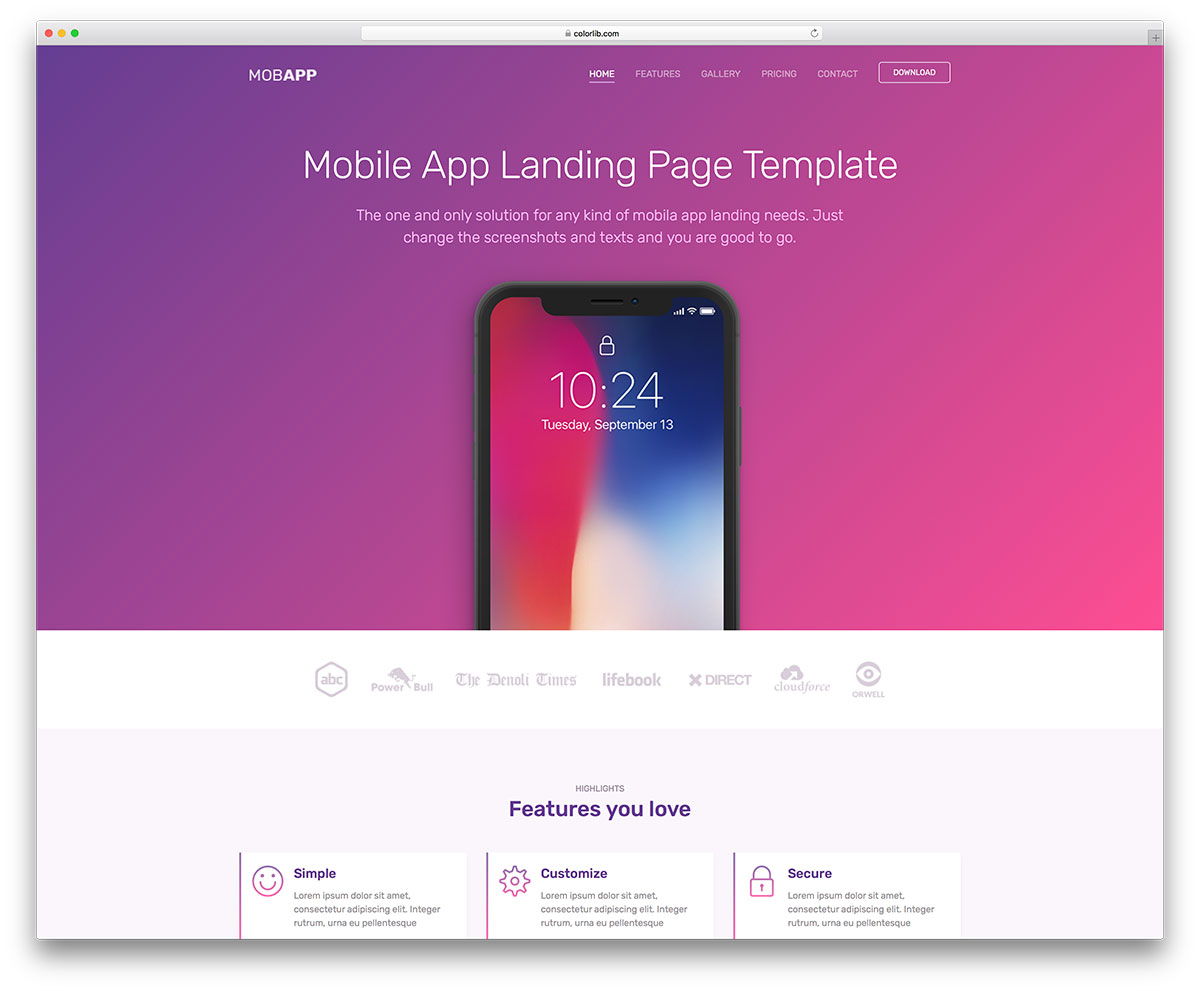 colorlib.com
MOBAPP
HOME FEATURES GALLERY PRICING CONTACT DOWNLOAD
Mobile App Landing Page Template
The one and only solution for any kind of mobila app landing needs. Just
change the screenshots and texts and you are good to go.
10:24
Tuesday, September 13
abc
Power Bull
The Denoli Times
lifebook
DIRECT
cloudforce
ORWELL
HIGHLIGHTS
Features you love
Simple
Lorem ipsum dolor sit amet,
consectetur adipiscing elit. Integer
rutrum, urna eu pellentesque
Customize
Lorem ipsum dolor sit amet,
consectetur adipiscing elit. Integer
rutrum, urna eu pellentesque
Secure
Lorem ipsum dolor sit amet,
consectetur adipiscing elit. Integer
rutrum, urna eu pellentesque